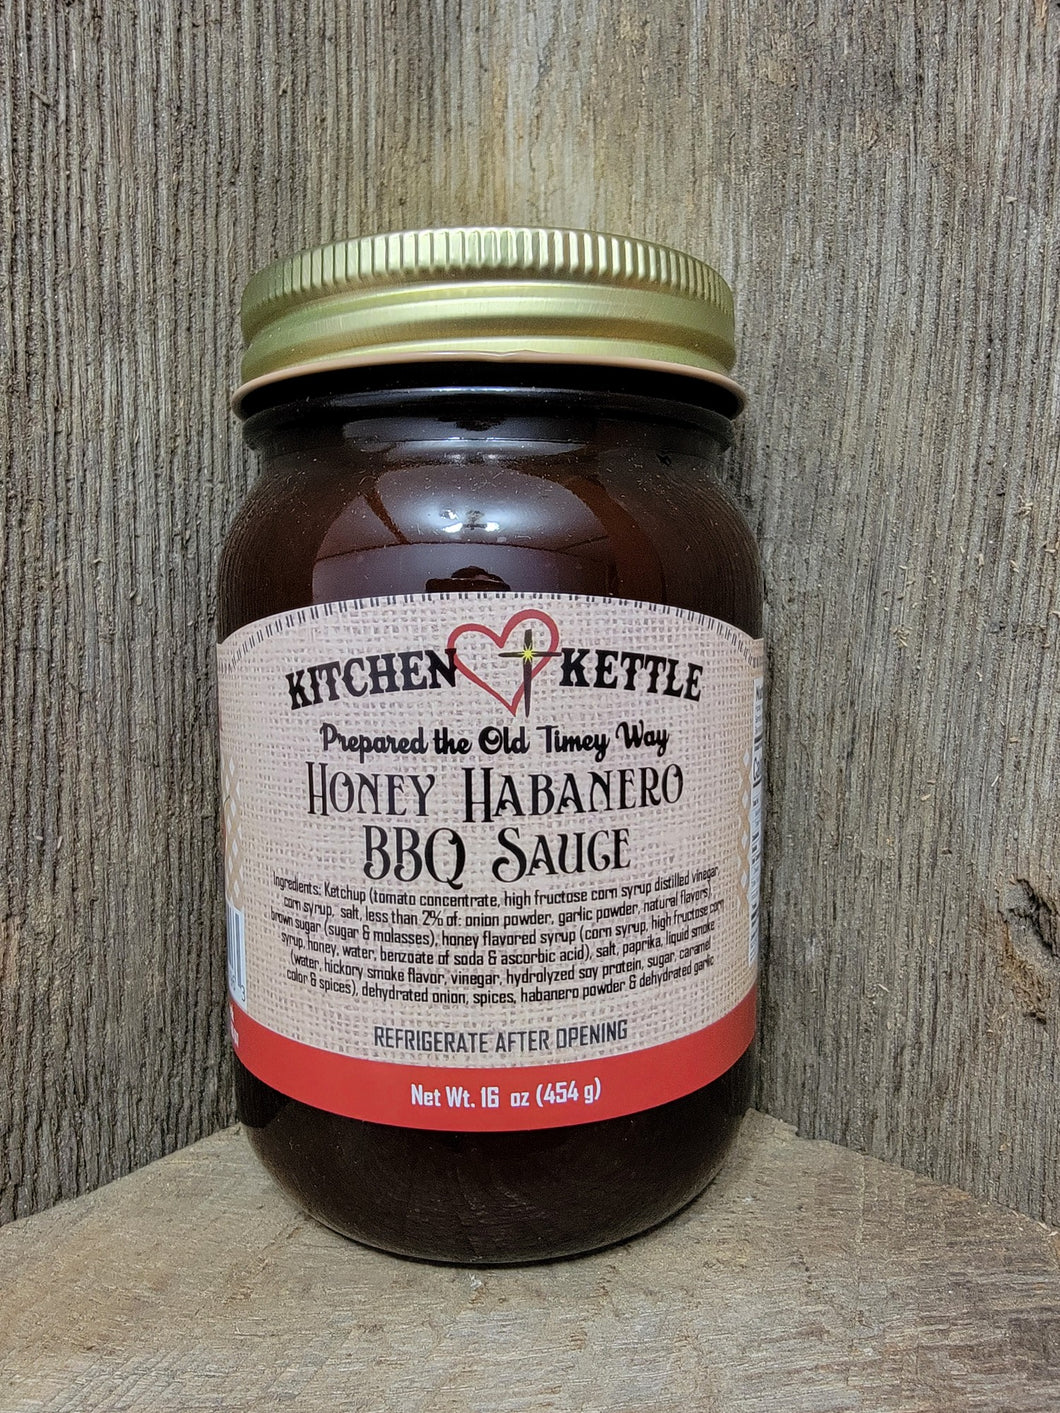 KITCHEN KETTLE
Prepared the Old Timey Way
HONEY HABANERO
BBQ SAUCE
Ingredients: Ketchup (tomato concentrate, high fructose corn syrup distilled vinegar,
corn syrup, salt, less than 2% of: onion powder, garlic powder, natural flavors),
brown sugar (sugar & molasses), honey flavored syrup (corn syrup, high fructose corn
syrup, honey, water, benzoate of soda & ascorbic acid), salt, paprika, liquid smoke
(water, hickory smoke flavor, vinegar, hydrolyzed soy protein, sugar, caramel
color & spices), dehydrated onion, spices, habanero powder & dehydrated garlic
REFRIGERATE AFTER OPENING
Net Wt. 16 oz (454 g)